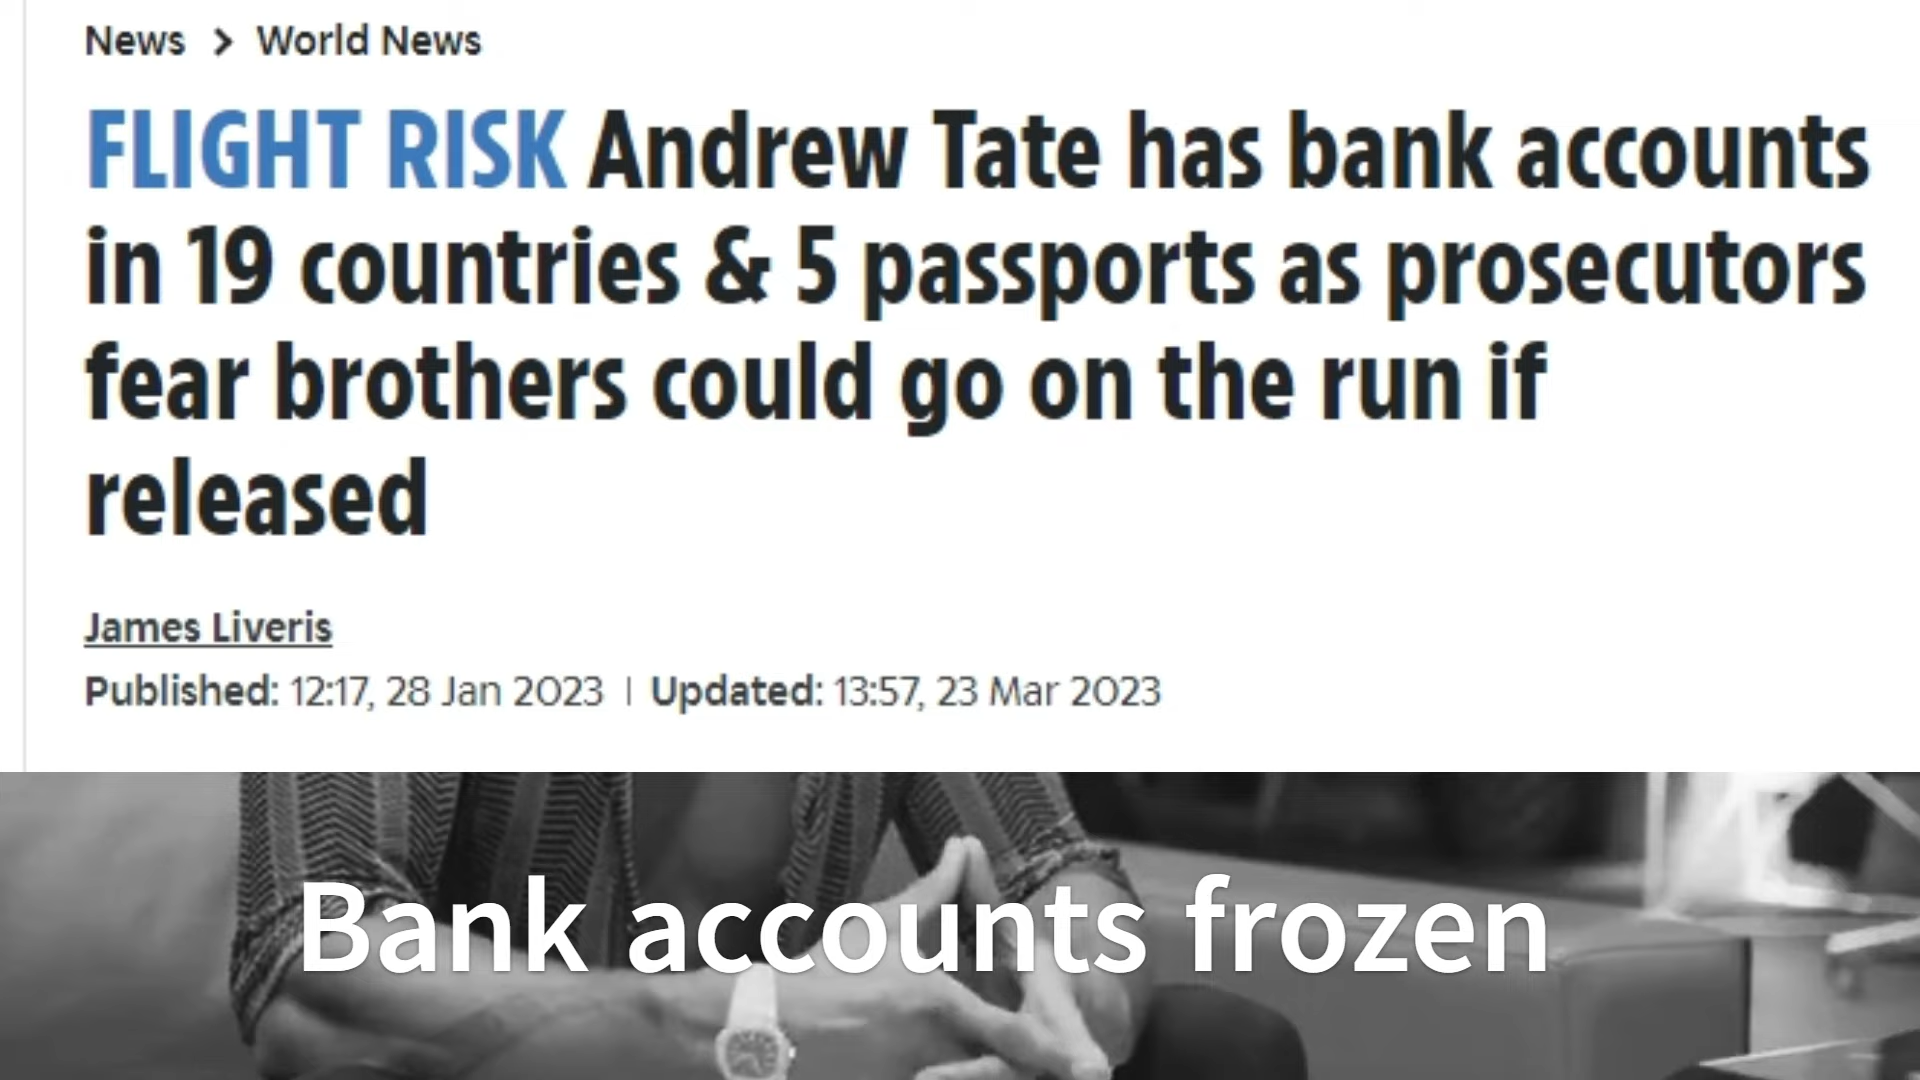 News > World News
FLIGHT RISK Andrew Tate has bank accounts
in 19 countries & 5 passports as prosecutors
fear brothers could go on the run if
released
James Liveris
Published: 12:17, 28 Jan 2023 | Updated: 13:57, 23 Mar 2023
Bank accounts frozen